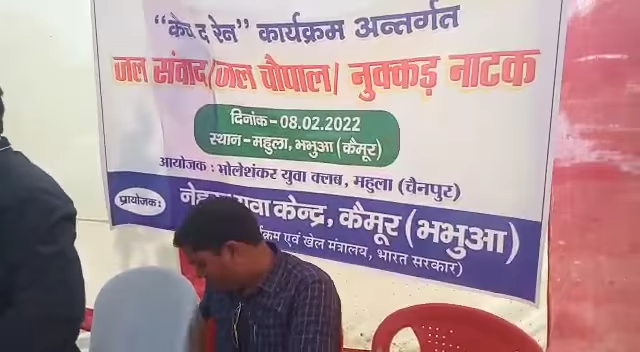 “केच द रेन” कार्यक्रम अन्तर्गत
जल संवाद/जल चौपाल/ नुक्कड़ नाटक
दिनांक-08.02.2022
स्थान-महुला, भभुआ (कैमूर)
आयोजक : भोलेशंकर युवा क्लब, महुला (चैनपुर)
प्रायोजक:
युवा केन्द्र, कैमूर (भभुआ)
एवं खेल मंत्रालय, भारत सरकार)